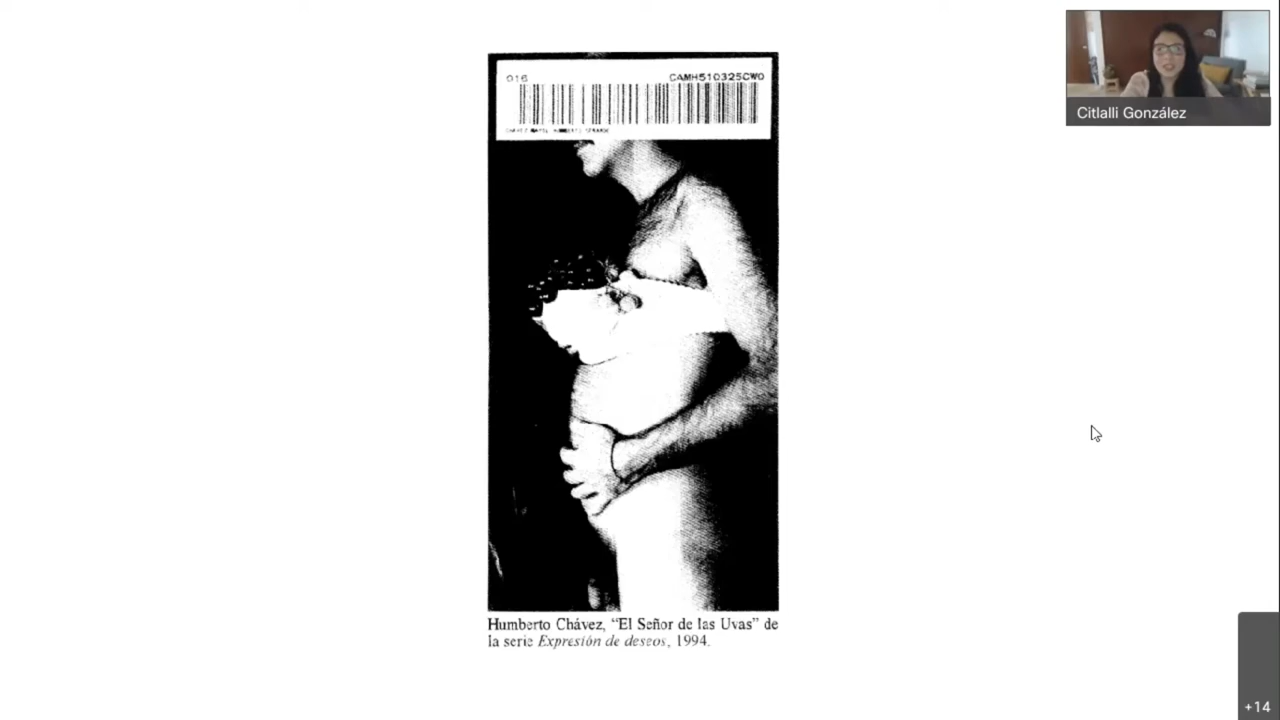 016 CAMH510325CW0
Citlalli González
Humberto Chávez, “El Señor de las Uvas” de
la serie Expresión de deseos, 1994.
+14